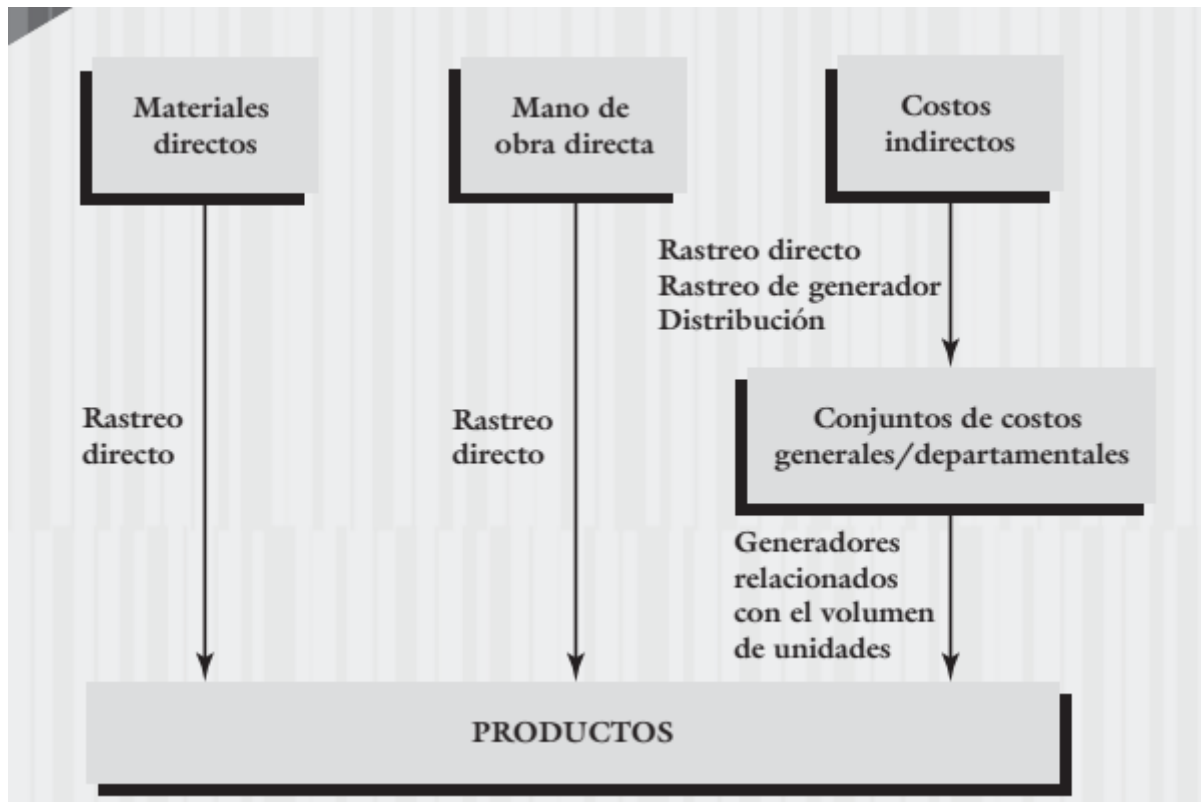 Materiales
directos
Mano de
obra directa
Costos
indirectos
Rastreo directo
Rastreo de generador
Distribución
Rastreo
directo
Rastreo
directo
Conjuntos de costos
generales/departamentales
Generadores
relacionados
con el volumen
de unidades
PRODUCTOS